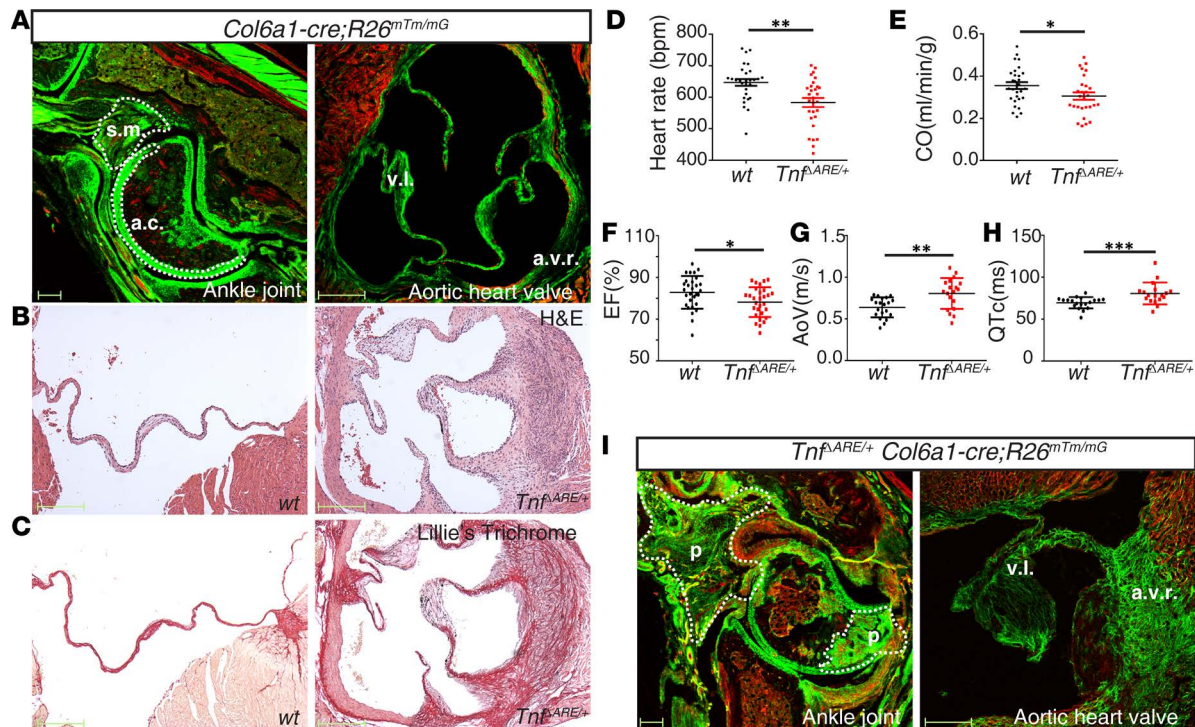 A
Col6a1-cre;R26mTm/mG
s.m.
a.c.
Ankle joint
v.l.
a.v.r.
Aortic heart valve
B
wt
H&E
TnfΔARE/+
C
wt
Lillie's Trichrome
TnfΔARE/+
D
**
Heart rate (bpm)
800
700
600
500
400
wt TnfΔARE/+
E
*
CO(ml/min/g)
0.6
0.4
0.2
0.0
wt TnfΔARE/+
F
*
EF(%)
110
90
70
50
wt TnfΔARE/+
G
**
AoV(m/s)
1.5
1.0
0.5
0.0
wt TnfΔARE/+
H
***
QTc(ms)
150
100
50
0
wt TnfΔARE/+
I
TnfΔARE/+ Col6a1-cre;R26mTm/mG
p
p
Ankle joint
v.l.
a.v.r.
Aortic heart valve